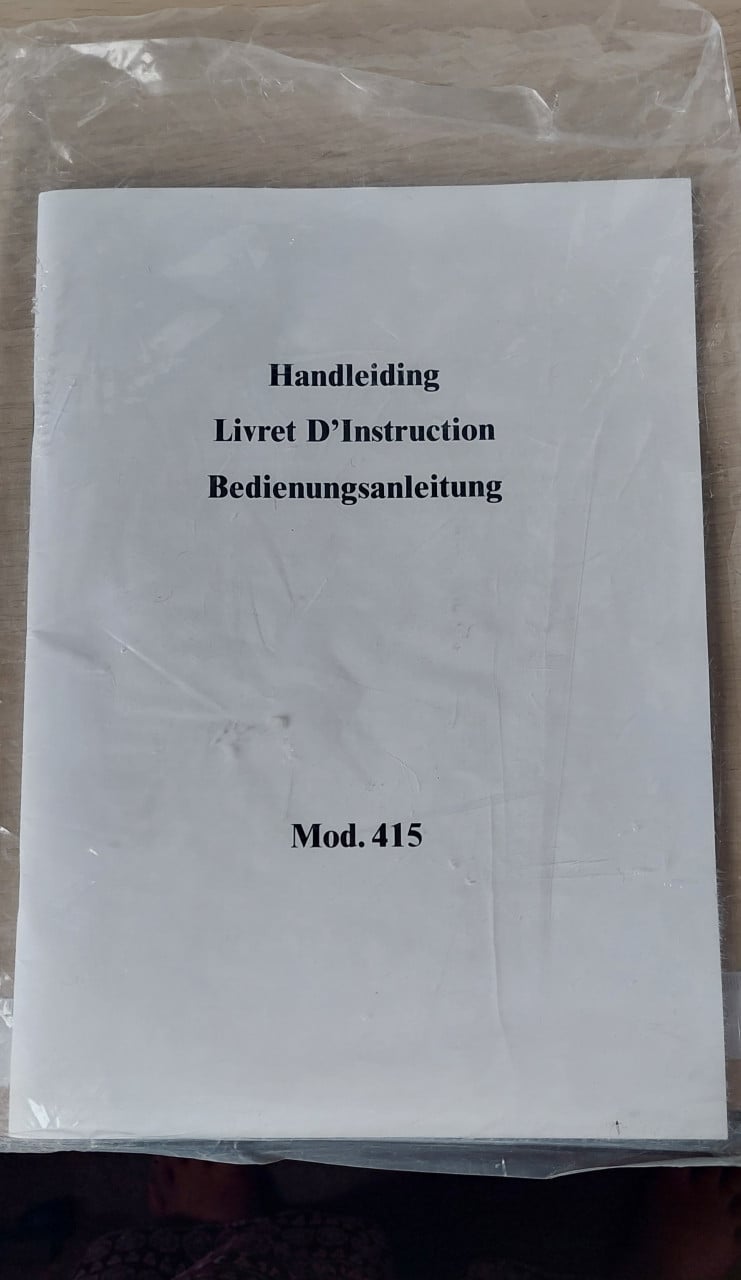 Handleiding
Livret D’Instruction
Bedienungsanleitung
Mod. 415